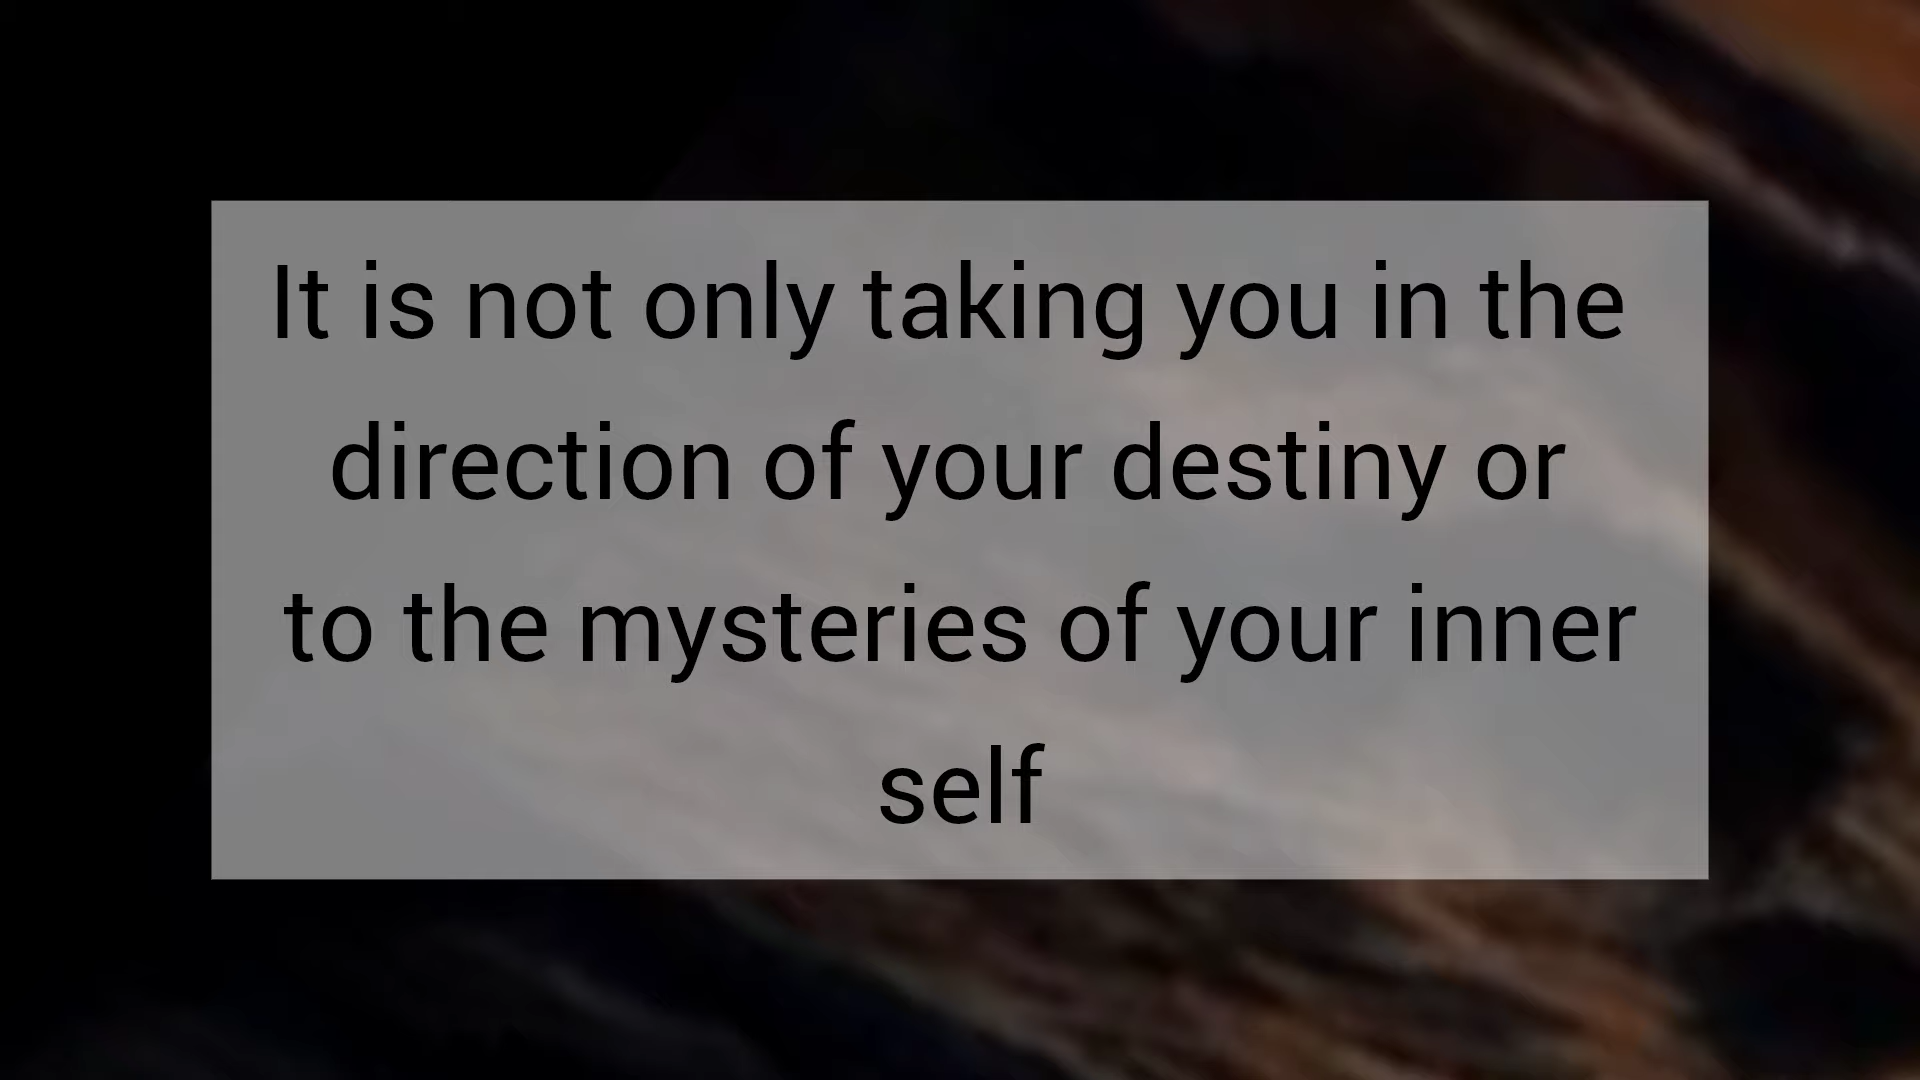 It is not only taking you in the
direction of your destiny or
to the mysteries of your inner
self